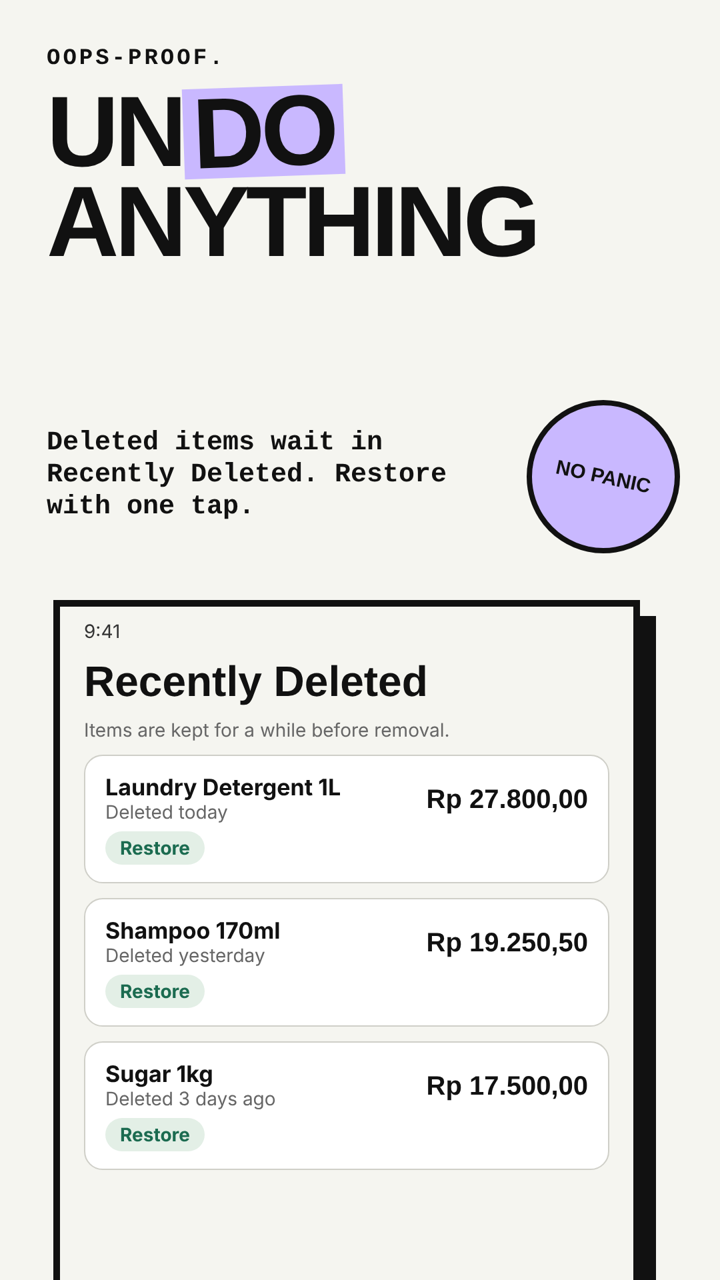 OOPS-PROOF.
UNDO
ANYTHING
Deleted items wait in
Recently Deleted. Restore
with one tap.
NO PANIC
9:41
Recently Deleted
Items are kept for a while before removal.
Laundry Detergent 1L
Rp 27.800,00
Deleted today
Restore
Shampoo 170ml
Rp 19.250,50
Deleted yesterday
Restore
Sugar 1kg
Rp 17.500,00
Deleted 3 days ago
Restore